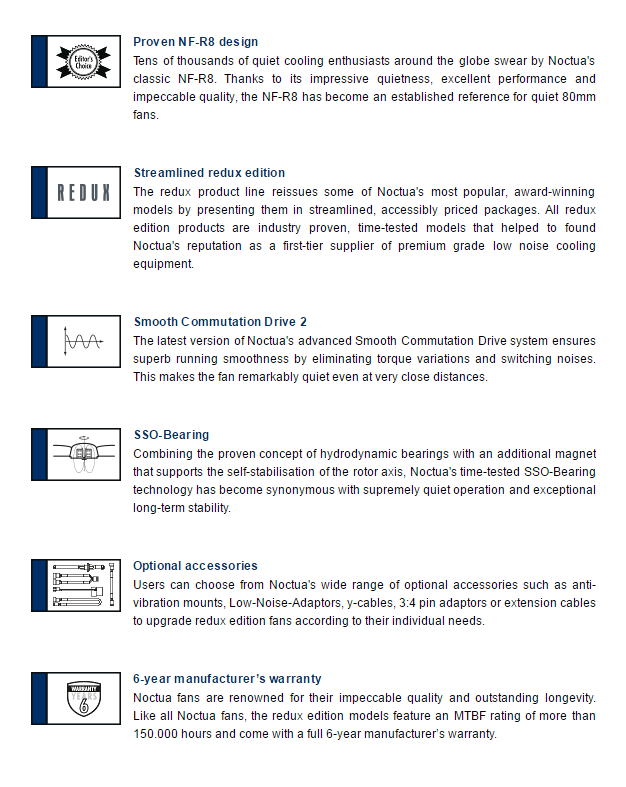 Proven NF-R8 design
Editor's
Choice
Tens of thousands of quiet cooling enthusiasts around the globe swear by Noctua's
classic NF-R8. Thanks to its impressive quietness, excellent performance and
impeccable quality, the NF-R8 has become an established reference for quiet 80mm
fans.
Streamlined redux edition
REDUX
The redux product line reissues some of Noctua's most popular, award-winning
models by presenting them in streamlined, accessibly priced packages. All redux
edition products are industry proven, time-tested models that helped to found
Noctua's reputation as a first-tier supplier of premium grade low noise cooling
equipment.
Smooth Commutation Drive 2
The latest version of Noctua's advanced Smooth Commutation Drive system ensures
superb running smoothness by eliminating torque variations and switching noises.
This makes the fan remarkably quiet even at very close distances.
SSO-Bearing
Combining the proven concept of hydrodynamic bearings with an additional magnet
that supports the self-stabilisation of the rotor axis, Noctua's time-tested SSO-Bearing
technology has become synonymous with supremely quiet operation and exceptional
long-term stability.
Optional accessories
Users can choose from Noctua's wide range of optional accessories such as anti-
vibration mounts, Low-Noise-Adaptors, y-cables, 3:4 pin adaptors or extension cables
to upgrade redux edition fans according to their individual needs.
6-year manufacturer's warranty
WARRANTY
YEARS
6
Noctua fans are renowned for their impeccable quality and outstanding longevity.
Like all Noctua fans, the redux edition models feature an MTBF rating of more than
150.000 hours and come with a full 6-year manufacturer's warranty.